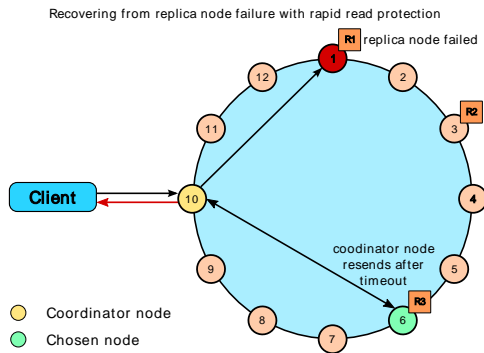 Recovering from replica node failure with rapid read protection
R1
replica node failed
1
12
2
11
3
R2
Client
10
4
coodinator node
resends after
timeout
9
5
R3
8
6
7
Coordinator node
Chosen node